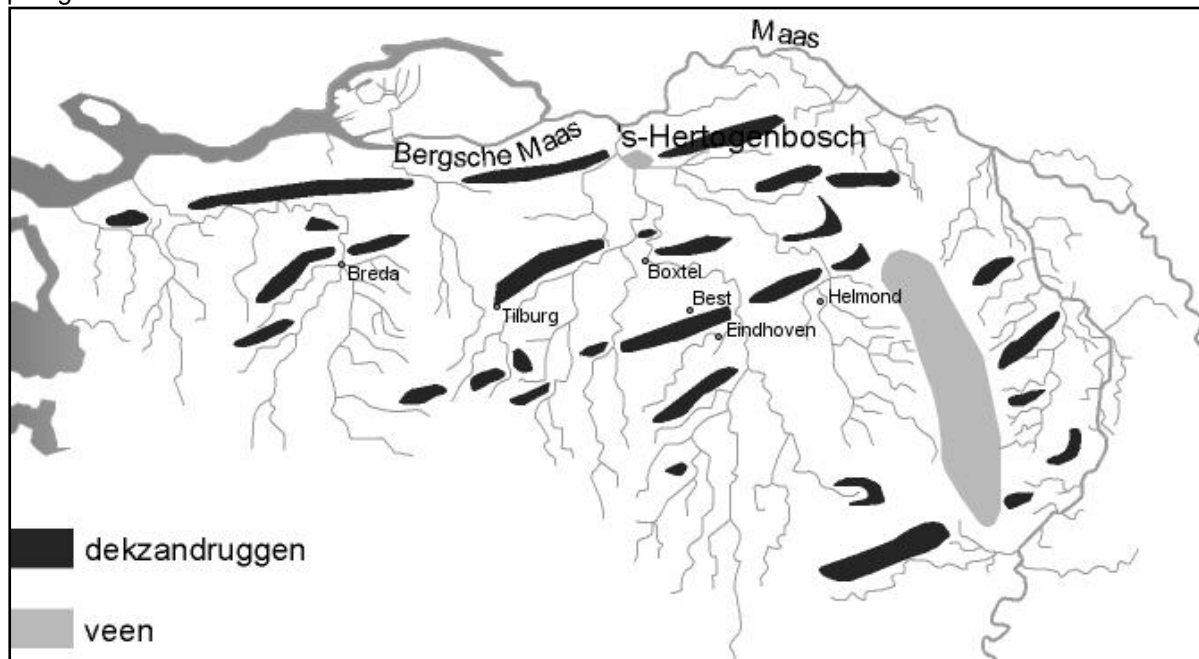 Maas
's-Hertogenbosch
Bergsche Maas
Breda
Boxtel
Best
Helmond
Tilburg
Eindhoven
dekzandruggen
veen